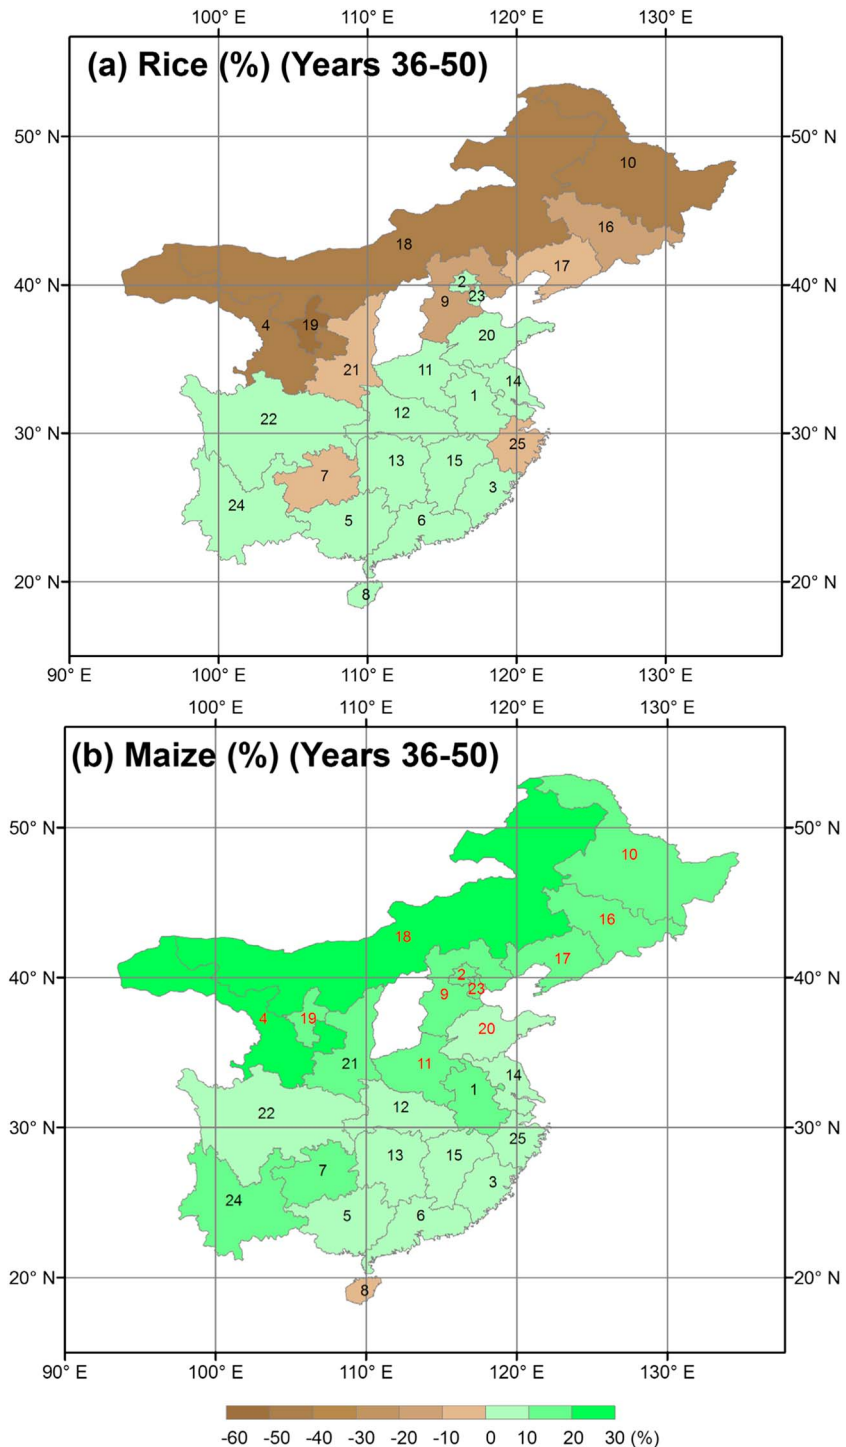 100° E 110° E 120° E 130° E
(a) Rice (%) (Years 36-50)
50° N 50° N
10
16
18
17
40° N 40° N
2
23
9
4 19
20
21 11
14
1
12
22
30° N 30° N
25
13 15
7
3
24
5 6
20° N 20° N
8
90° E 100° E 110° E 120° E 130° E
100° E 110° E 120° E 130° E
(b) Maize (%) (Years 36-50)
50° N 50° N
10
16
18
17
40° N 40° N
2
23
9
4 19
20
21 11
14
1
12
22
30° N 30° N
25
13 15
7
3
24
5 6
20° N 20° N
8
90° E 100° E 110° E 120° E 130° E
-60 -50 -40 -30 -20 -10 0 10 20 30 (%)